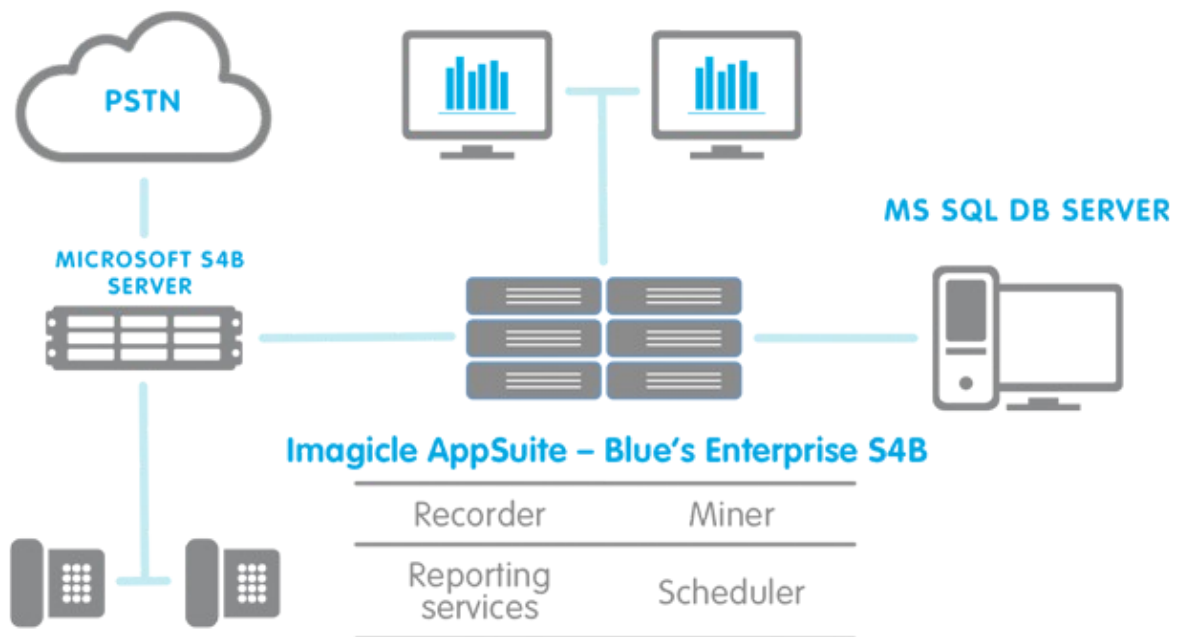 PSTN
MS SQL DB SERVER
MICROSOFT S4B
SERVER
Imagicle AppSuite – Blue's Enterprise S4B
Recorder
Miner
Reporting
services
Scheduler